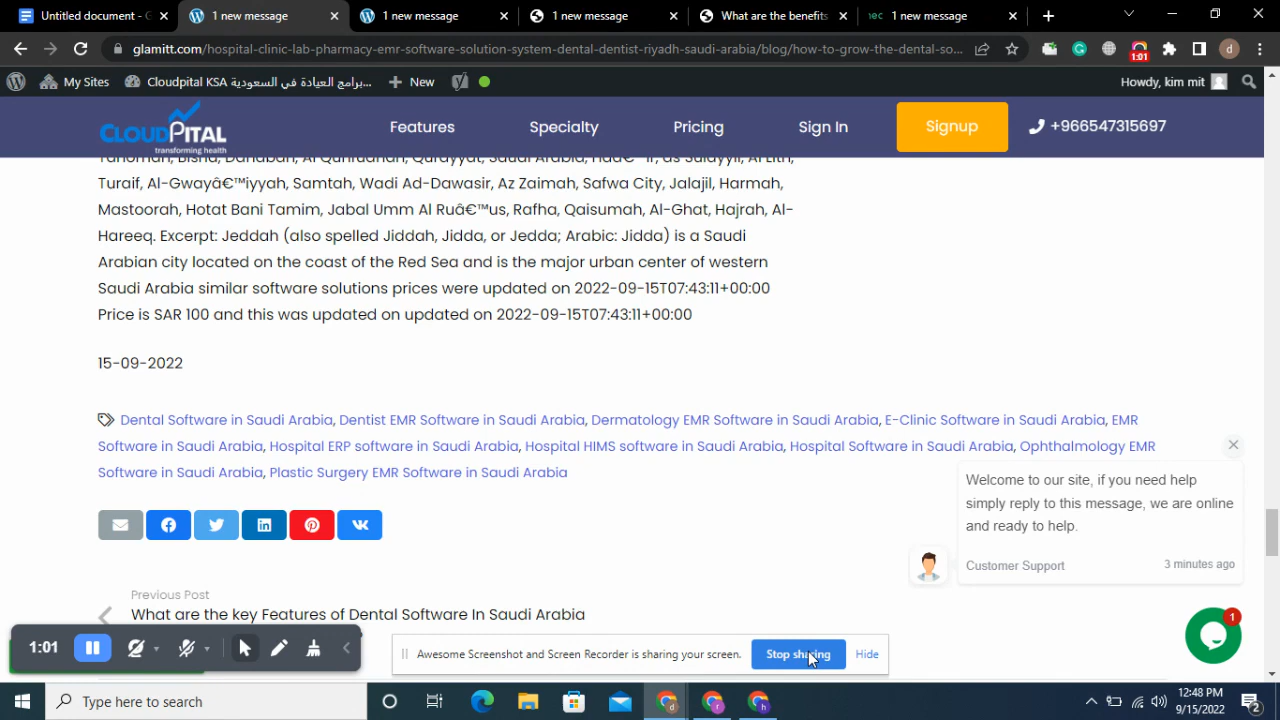 Untitled document - G
1 new message
1 new message
1 new message
What are the benefits
1 new message
glamitt.com/hospital-clinic-lab-pharmacy-emr-software-solution-system-dental-dentist-riyadh-saudi-arabia/blog/how-to-grow-the-dental-so...
1:01
d
My Sites
Cloudpital KSA برامج العيادة في السعودية...
New
Howdy, kim mit
CLOUDPITAL
transforming health
Features
Specialty
Pricing
Sign In
Signup
+966547315697
Turaif, Al-Gwayâ€™iyyah, Samtah, Wadi Ad-Dawasir, Az Zaimah, Safwa City, Jalajil, Harmah,
Mastoorah, Hotat Bani Tamim, Jabal Umm Al Ruâ€™us, Rafha, Qaisumah, Al-Ghat, Hajrah, Al-
Hareeq. Excerpt: Jeddah (also spelled Jiddah, Jidda, or Jedda; Arabic: Jidda) is a Saudi
Arabian city located on the coast of the Red Sea and is the major urban center of western
Saudi Arabia similar software solutions prices were updated on 2022-09-15T07:43:11+00:00
Price is SAR 100 and this was updated on updated on 2022-09-15T07:43:11+00:00
15-09-2022
Dental Software in Saudi Arabia, Dentist EMR Software in Saudi Arabia, Dermatology EMR Software in Saudi Arabia, E-Clinic Software in Saudi Arabia, EMR
Software in Saudi Arabia, Hospital ERP software in Saudi Arabia, Hospital HIMS software in Saudi Arabia, Hospital Software in Saudi Arabia, Ophthalmology EMR
Software in Saudi Arabia, Plastic Surgery EMR Software in Saudi Arabia
Welcome to our site, if you need help
simply reply to this message, we are online
and ready to help.
Customer Support
3 minutes ago
Previous Post
What are the key Features of Dental Software In Saudi Arabia
1
1:01
Awesome Screenshot and Screen Recorder is sharing your screen.
Stop sharing
Hide
Type here to search
d
r
h
12:48 PM
9/15/2022
2